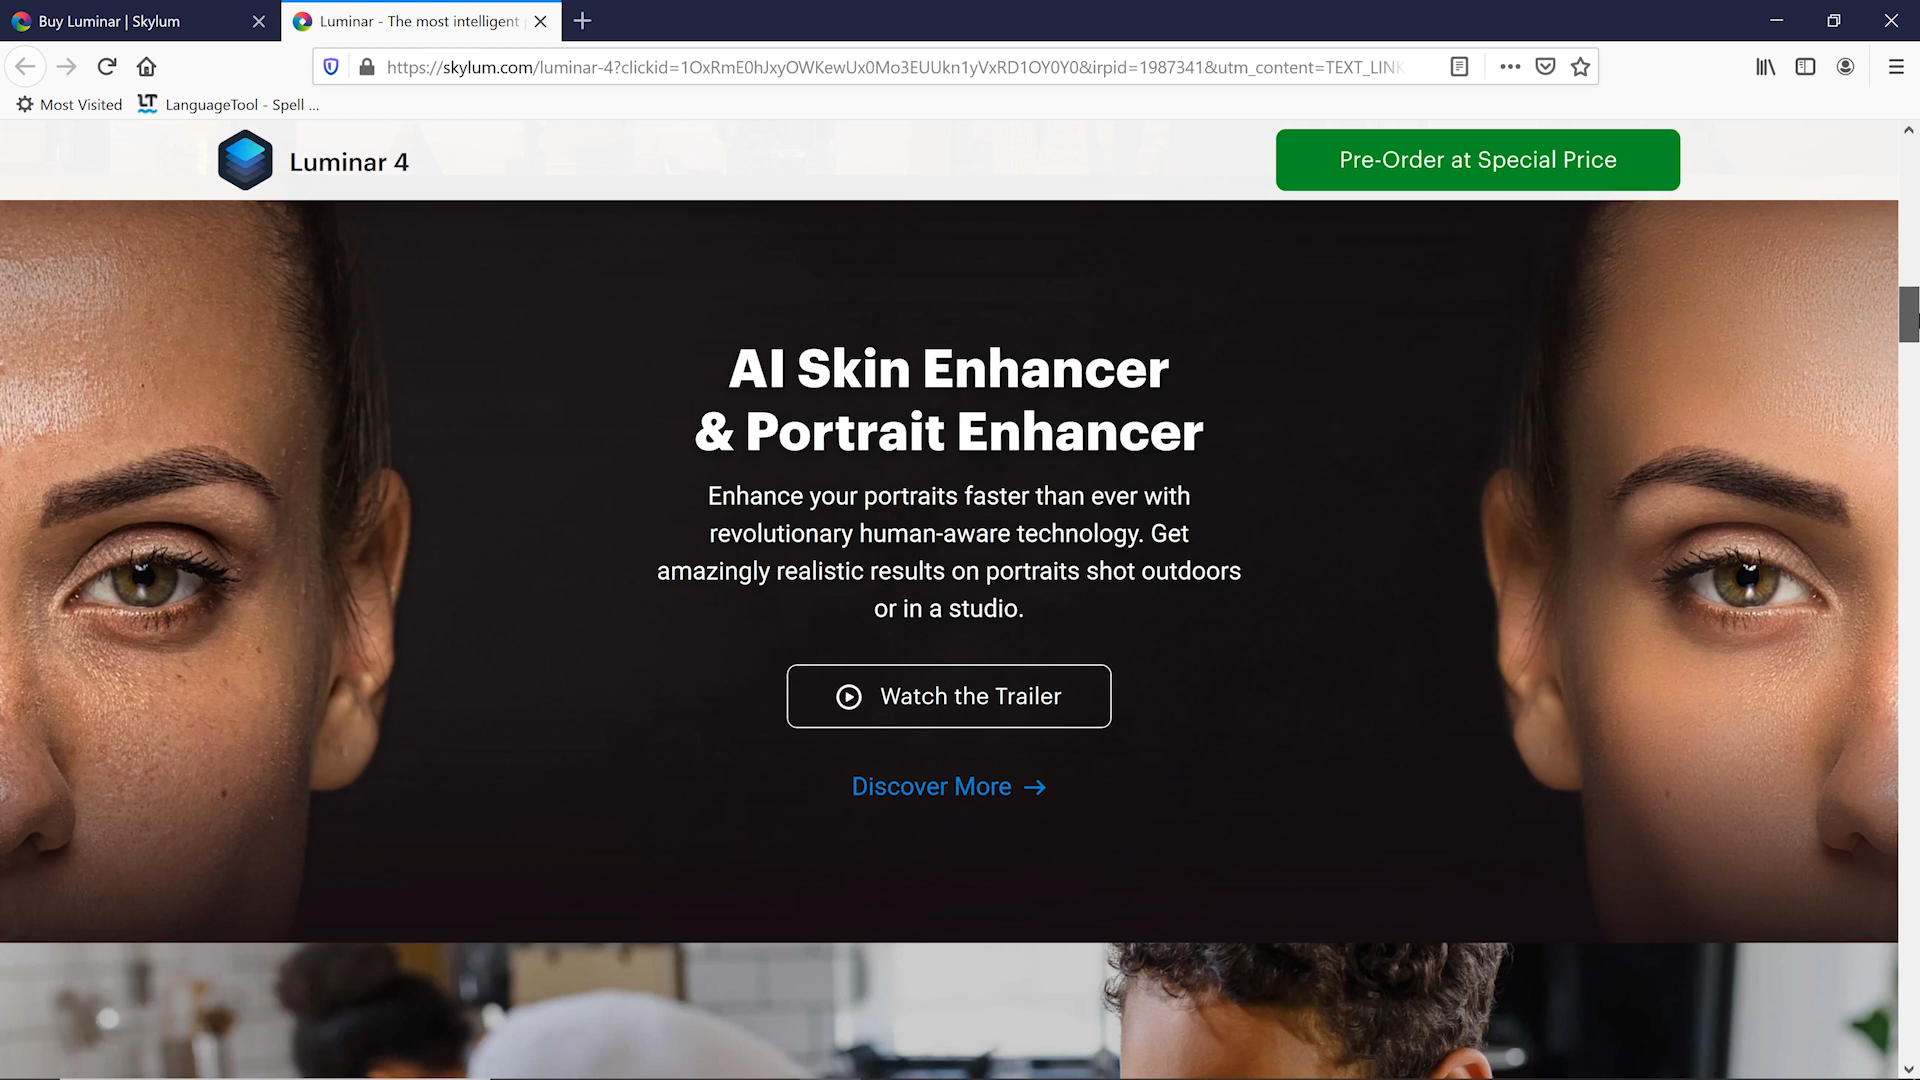 Buy Luminar | Skylum
Luminar - The most intelligent
https://skylum.com/luminar-4?clickid=1OxRmE0hJxyOWKewUx0Mo3EUUkn1yVxRD1OY0Y0&irpid=1987341&utm_content=TEXT_LINK
Most Visited
LT LanguageTool - Spell ...
Luminar 4
Pre-Order at Special Price
AI Skin Enhancer
& Portrait Enhancer
Enhance your portraits faster than ever with
revolutionary human-aware technology. Get
amazingly realistic results on portraits shot outdoors
or in a studio.
Watch the Trailer
Discover More →